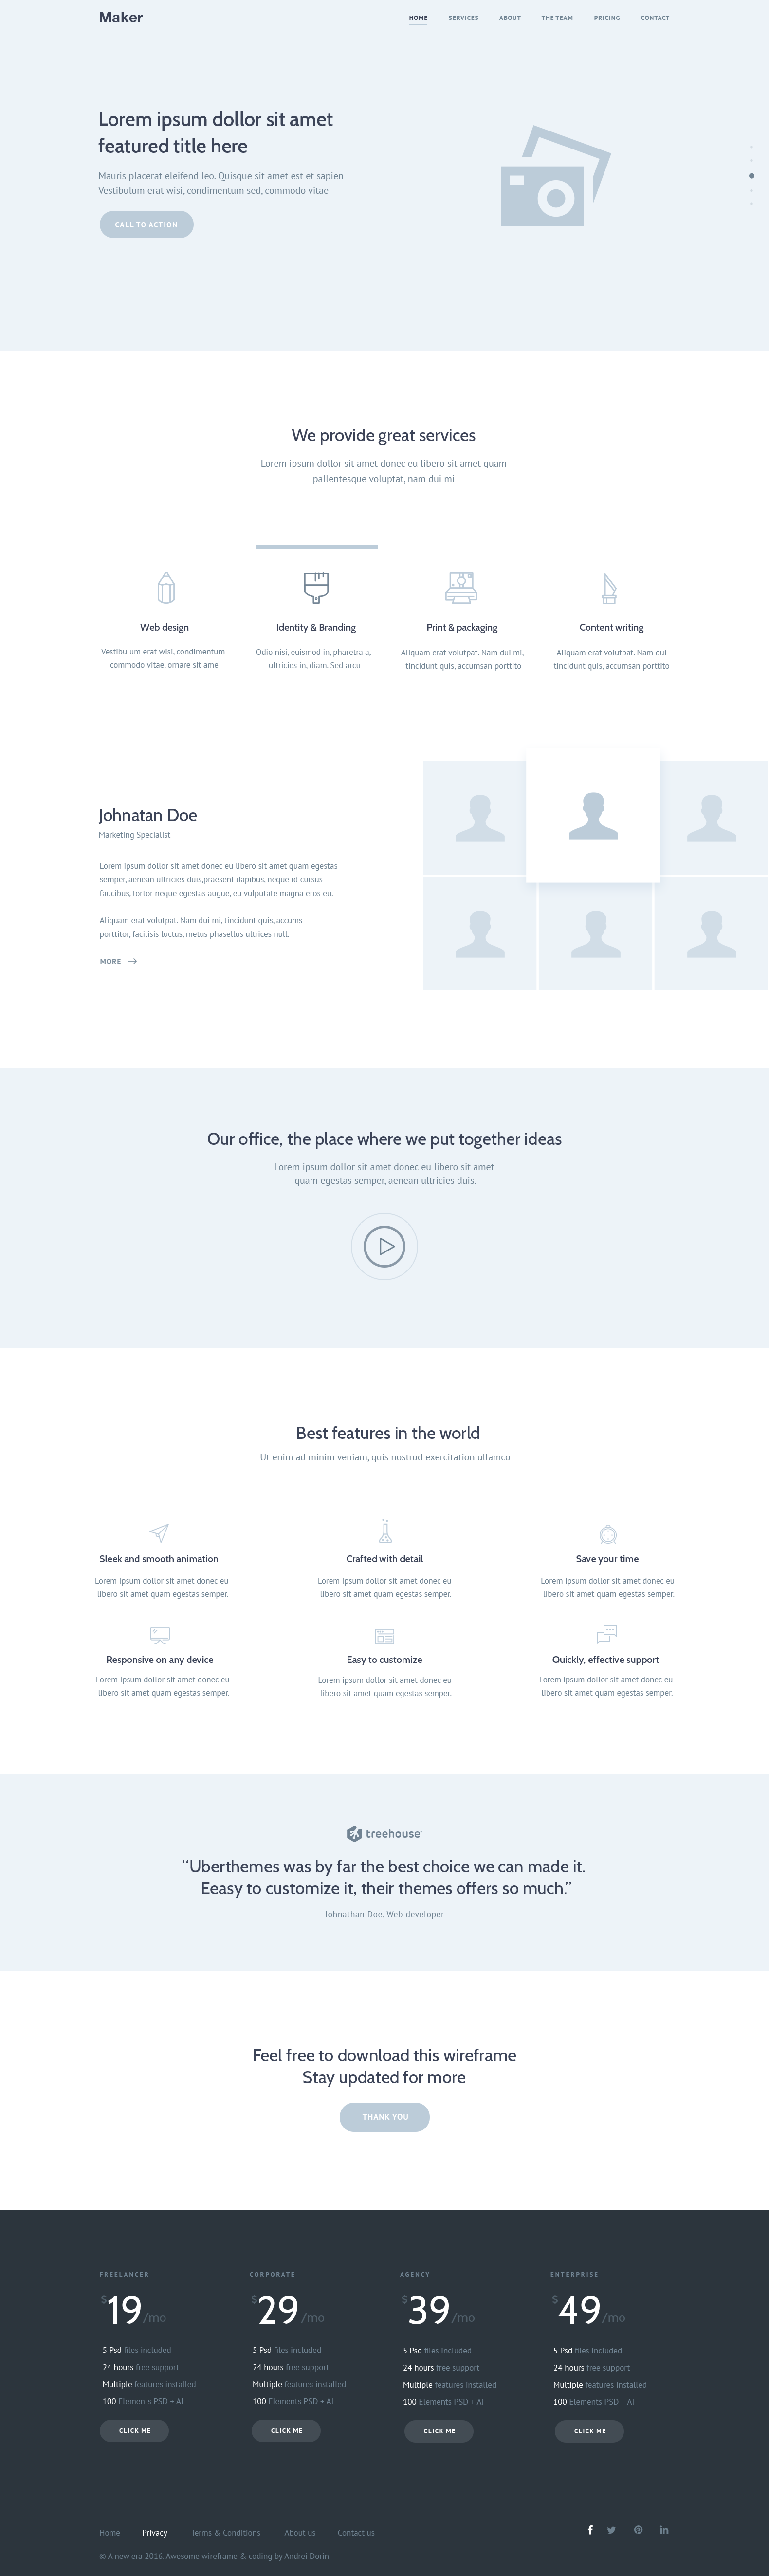 Maker
HOME SERVICES ABOUT THE TEAM PRICING CONTACT
Lorem ipsum dollor sit amet
featured title here
Mauris placerat eleifend leo. Quisque sit amet est et sapien
Vestibulum erat wisi, condimentum sed, commodo vitae
CALL TO ACTION
We provide great services
Lorem ipsum dollor sit amet donec eu libero sit amet quam
pallentesque voluptat, nam dui mi
Web design
Vestibulum erat wisi, condimentum
commodo vitae, ornare sit ame
Identity & Branding
Odio nisi, euismod in, pharetra a,
ultricies in, diam. Sed arcu
Print & packaging
Aliquam erat volutpat. Nam dui mi,
tincidunt quis, accumsan porttito
Content writing
Aliquam erat volutpat. Nam dui
tincidunt quis, accumsan porttito
Johnatan Doe
Marketing Specialist
Lorem ipsum dollor sit amet donec eu libero sit amet quam egestas
semper, aenean ultricies duis,praesent dapibus, neque id cursus
faucibus, tortor neque egestas augue, eu vulputate magna eros eu.
Aliquam erat volutpat. Nam dui mi, tincidunt quis, accums
porttitor, facilisis luctus, metus phasellus ultrices null.
MORE
Our office, the place where we put together ideas
Lorem ipsum dollor sit amet donec eu libero sit amet
quam egestas semper, aenean ultricies duis.
Best features in the world
Ut enim ad minim veniam, quis nostrud exercitation ullamco
Sleek and smooth animation
Lorem ipsum dollor sit amet donec eu
libero sit amet quam egestas semper.
Crafted with detail
Lorem ipsum dollor sit amet donec eu
libero sit amet quam egestas semper.
Save your time
Lorem ipsum dollor sit amet donec eu
libero sit amet quam egestas semper.
Responsive on any device
Lorem ipsum dollor sit amet donec eu
libero sit amet quam egestas semper.
Easy to customize
Lorem ipsum dollor sit amet donec eu
libero sit amet quam egestas semper.
Quickly, effective support
Lorem ipsum dollor sit amet donec eu
libero sit amet quam egestas semper.
treehouse
“Uberthemes was by far the best choice we can made it.
Eeasy to customize it, their themes offers so much.”
Johnathan Doe, Web developer
Feel free to download this wireframe
Stay updated for more
THANK YOU
FREELANCER
$19/mo
5 Psd files included
24 hours free support
Multiple features installed
100 Elements PSD + AI
CLICK ME
CORPORATE
$29/mo
5 Psd files included
24 hours free support
Multiple features installed
100 Elements PSD + AI
CLICK ME
AGENCY
$39/mo
5 Psd files included
24 hours free support
Multiple features installed
100 Elements PSD + AI
CLICK ME
ENTERPRISE
$49/mo
5 Psd files included
24 hours free support
Multiple features installed
100 Elements PSD + AI
CLICK ME
Home Privacy Terms & Conditions About us Contact us
© A new era 2016. Awesome wireframe & coding by Andrei Dorin